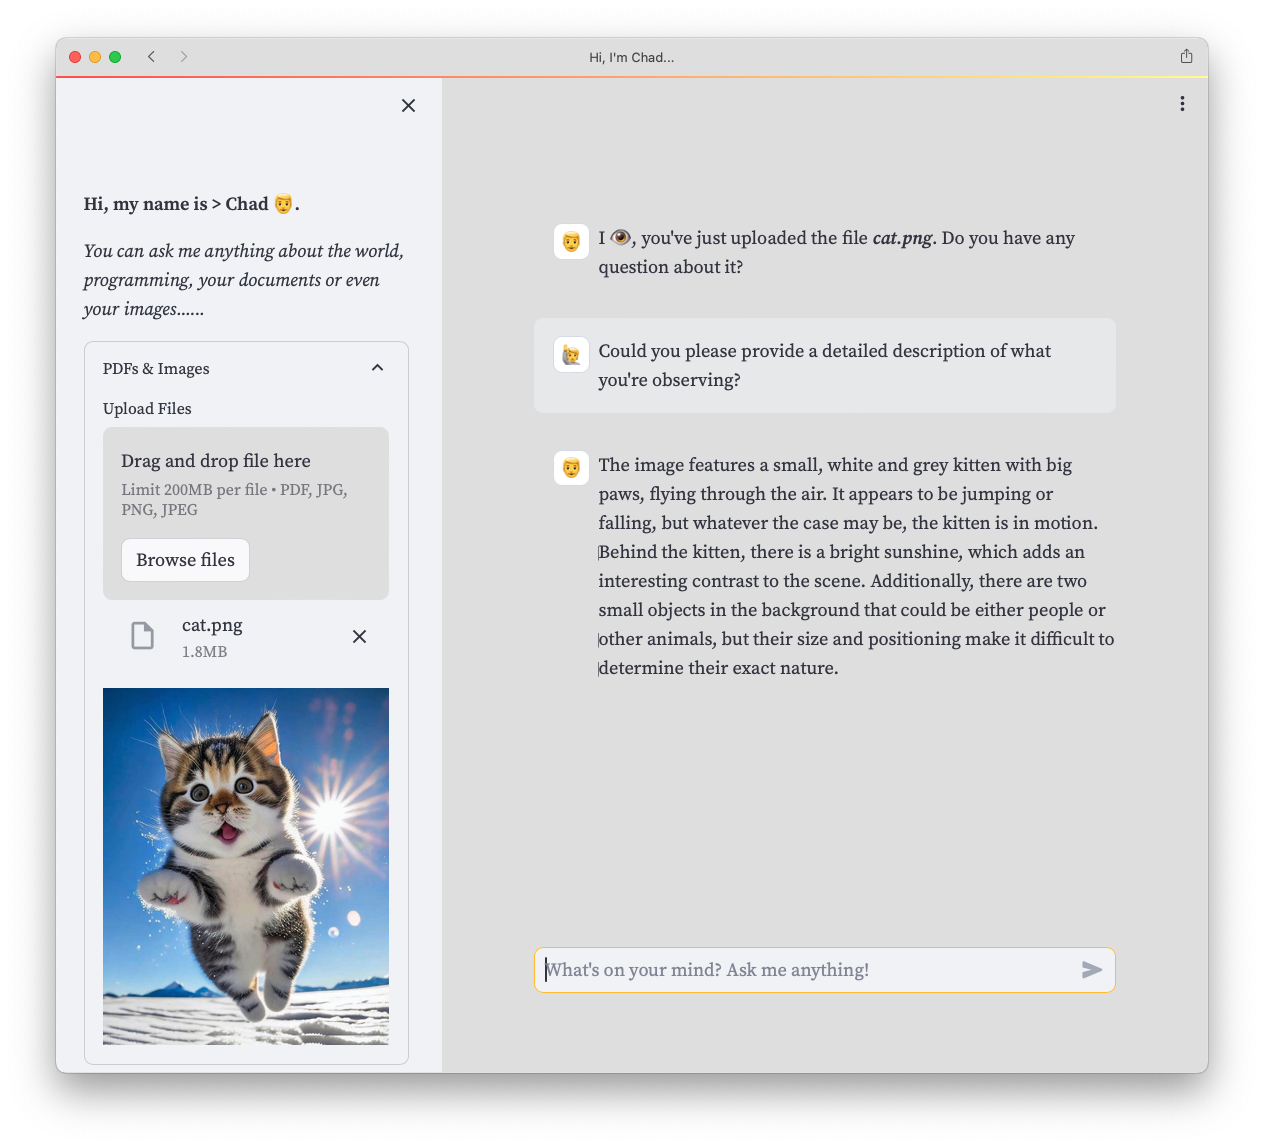 Hi, I'm Chad...
Hi, my name is > Chad 👨.
You can ask me anything about the world,
programming, your documents or even
your images......
PDFs & Images
Upload Files
Drag and drop file here
Limit 200MB per file • PDF, JPG,
PNG, JPEG
Browse files
cat.png
1.8MB
I 👁️, you've just uploaded the file cat.png. Do you have any
question about it?
Could you please provide a detailed description of what
you're observing?
The image features a small, white and grey kitten with big
paws, flying through the air. It appears to be jumping or
falling, but whatever the case may be, the kitten is in motion.
Behind the kitten, there is a bright sunshine, which adds an
interesting contrast to the scene. Additionally, there are two
small objects in the background that could be either people or
other animals, but their size and positioning make it difficult to
determine their exact nature.
What's on your mind? Ask me anything!